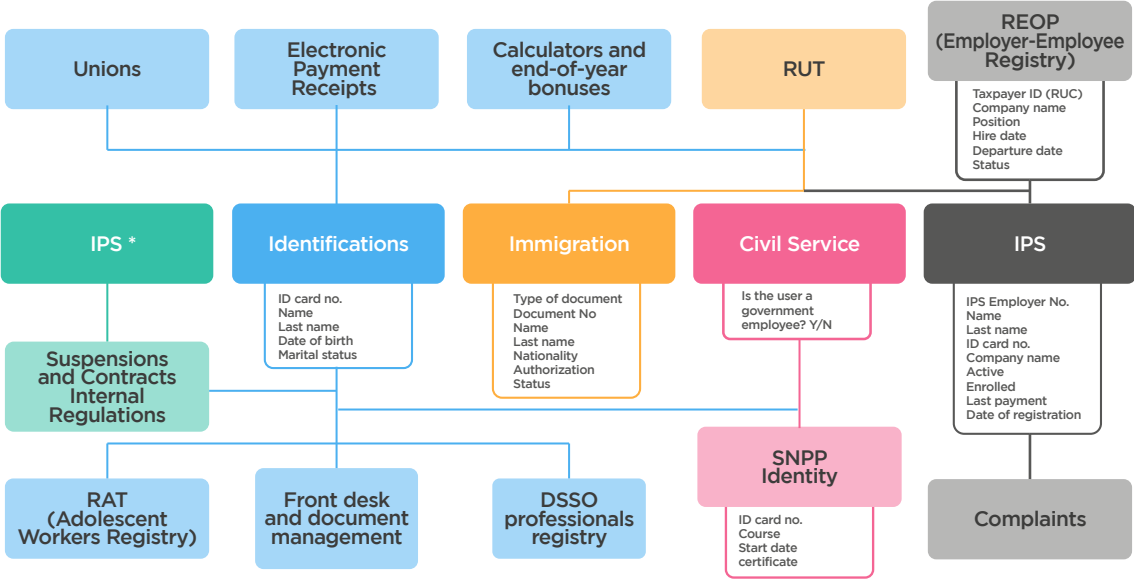 Unions
Electronic
Payment
Receipts
Calculators and
end-of-year
bonuses
RUT
REOP
(Employer-Employee
Registry)
Taxpayer ID (RUC)
Company name
Position
Hire date
Departure date
Status
IPS *
Identifications
Immigration
Civil Service
IPS
ID card no.
Name
Last name
Date of birth
Marital status
Type of document
Document No
Name
Last name
Nationality
Authorization
Status
Is the user a
government
employee? Y/N
IPS Employer No.
Name
Last name
ID card no.
Company name
Active
Enrolled
Last payment
Date of registration
Suspensions
and Contracts
Internal
Regulations
RAT
(Adolescent
Workers Registry)
Front desk
and document
management
DSSO
professionals
registry
SNPP
Identity
ID card no.
Course
Start date
certificate
Complaints